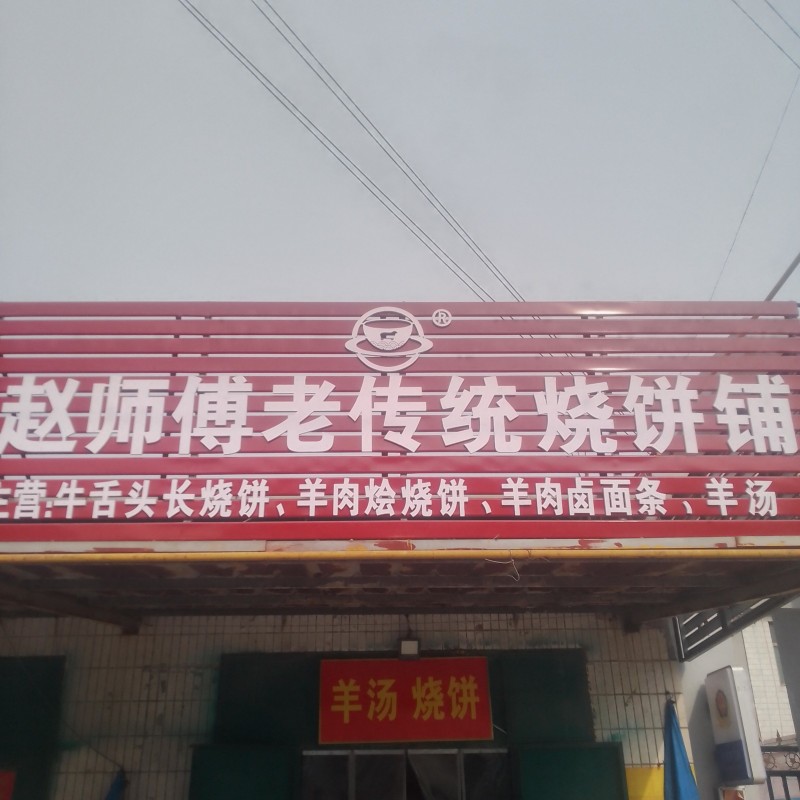 ®
赵师傅老传统烧饼铺
主营:牛舌头长烧饼、羊肉烩烧饼、羊肉卤面条、羊汤
羊汤 烧饼